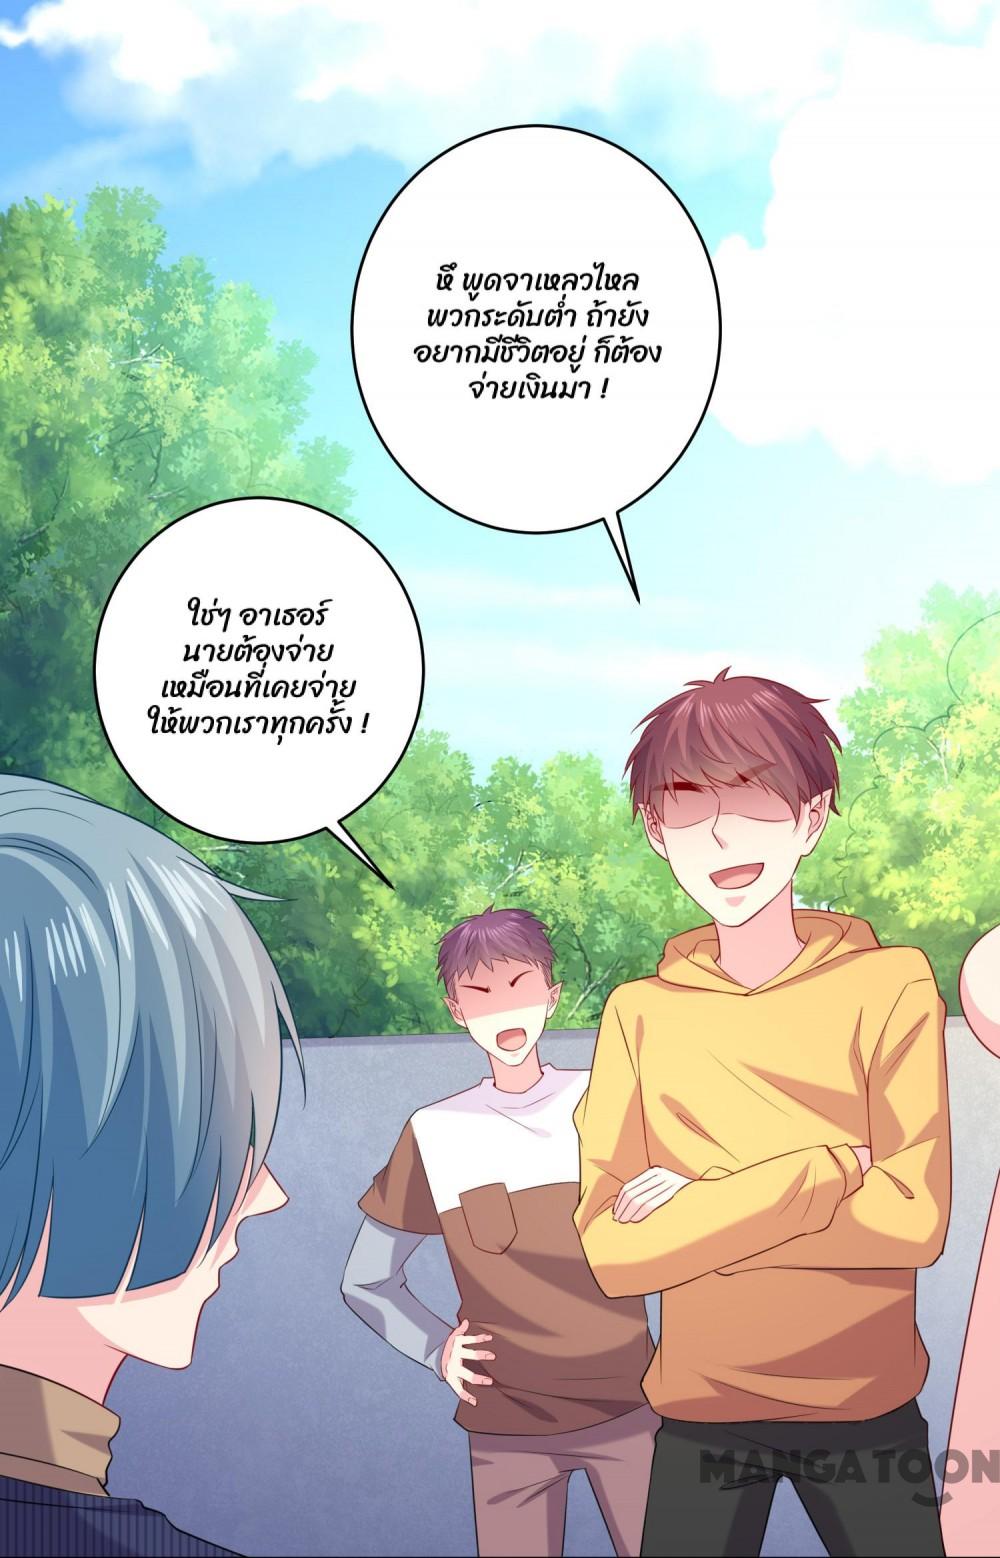 หึ พูดจาเหลวไหล
พวกระดับต่ำ ถ้ายัง
อยากมีชีวิตอยู่ ก็ต้อง
จ่ายเงินมา !
ใช่ๆ อาเธอร์
นายต้องจ่าย
เหมือนที่เคยจ่าย
ให้พวกเราทุกครั้ง !
MANGATOON